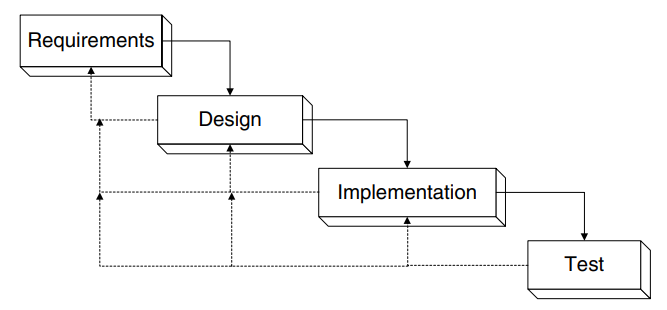 Requirements
Design
Implementation
Test